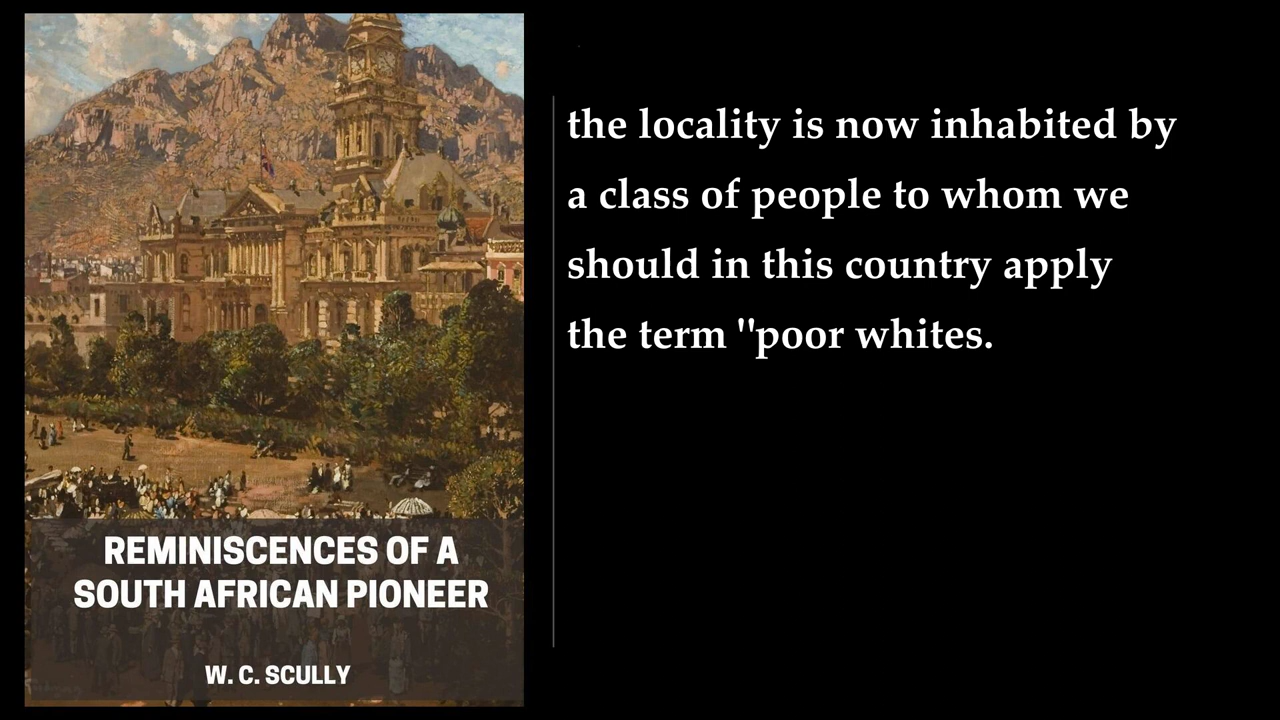 the locality is now inhabited by
a class of people to whom we
should in this country apply
the term "poor whites.
REMINISCENCES OF A
SOUTH AFRICAN PIONEER
W. C. SCULLY